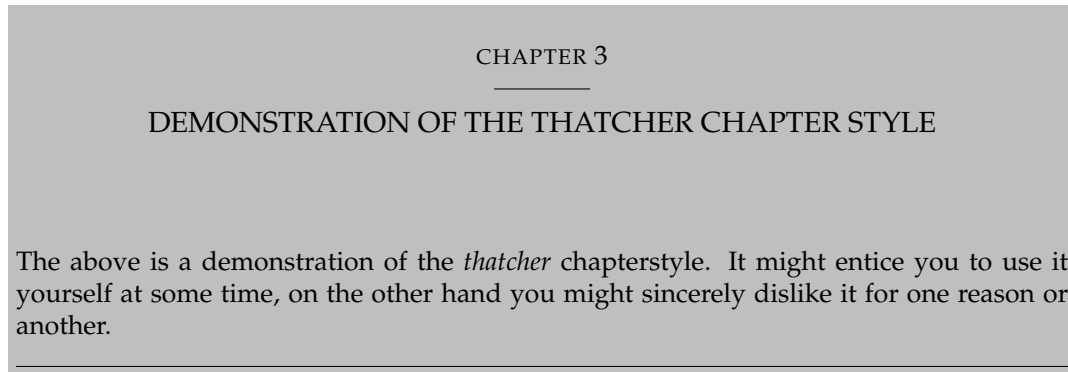 CHAPTER 3
DEMONSTRATION OF THE THATCHER CHAPTER STYLE
The above is a demonstration of the thatcher chapterstyle. It might entice you to use it
yourself at some time, on the other hand you might sincerely dislike it for one reason or
another.